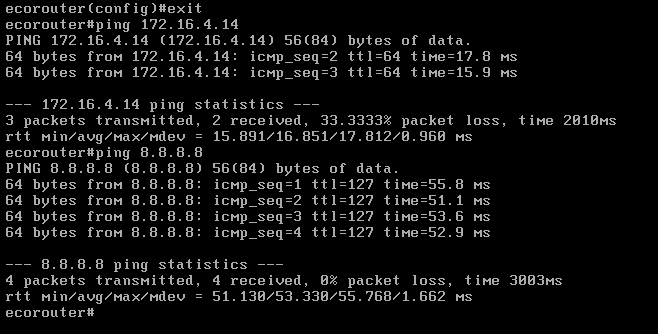 ecorouter(config)#exit
ecorouter#ping 172.16.4.14
PING 172.16.4.14 (172.16.4.14) 56(84) bytes of data.
64 bytes from 172.16.4.14: icmp_seq=2 ttl=64 time=17.8 ms
64 bytes from 172.16.4.14: icmp_seq=3 ttl=64 time=15.9 ms

--- 172.16.4.14 ping statistics ---
3 packets transmitted, 2 received, 33.3333% packet loss, time 2010ms
rtt min/avg/max/mdev = 15.891/16.851/17.812/0.960 ms
ecorouter#ping 8.8.8.8
PING 8.8.8.8 (8.8.8.8) 56(84) bytes of data.
64 bytes from 8.8.8.8: icmp_seq=1 ttl=127 time=55.8 ms
64 bytes from 8.8.8.8: icmp_seq=2 ttl=127 time=51.1 ms
64 bytes from 8.8.8.8: icmp_seq=3 ttl=127 time=53.6 ms
64 bytes from 8.8.8.8: icmp_seq=4 ttl=127 time=52.9 ms

--- 8.8.8.8 ping statistics ---
4 packets transmitted, 4 received, 0% packet loss, time 3003ms
rtt min/avg/max/mdev = 51.130/53.330/55.768/1.662 ms
ecorouter#